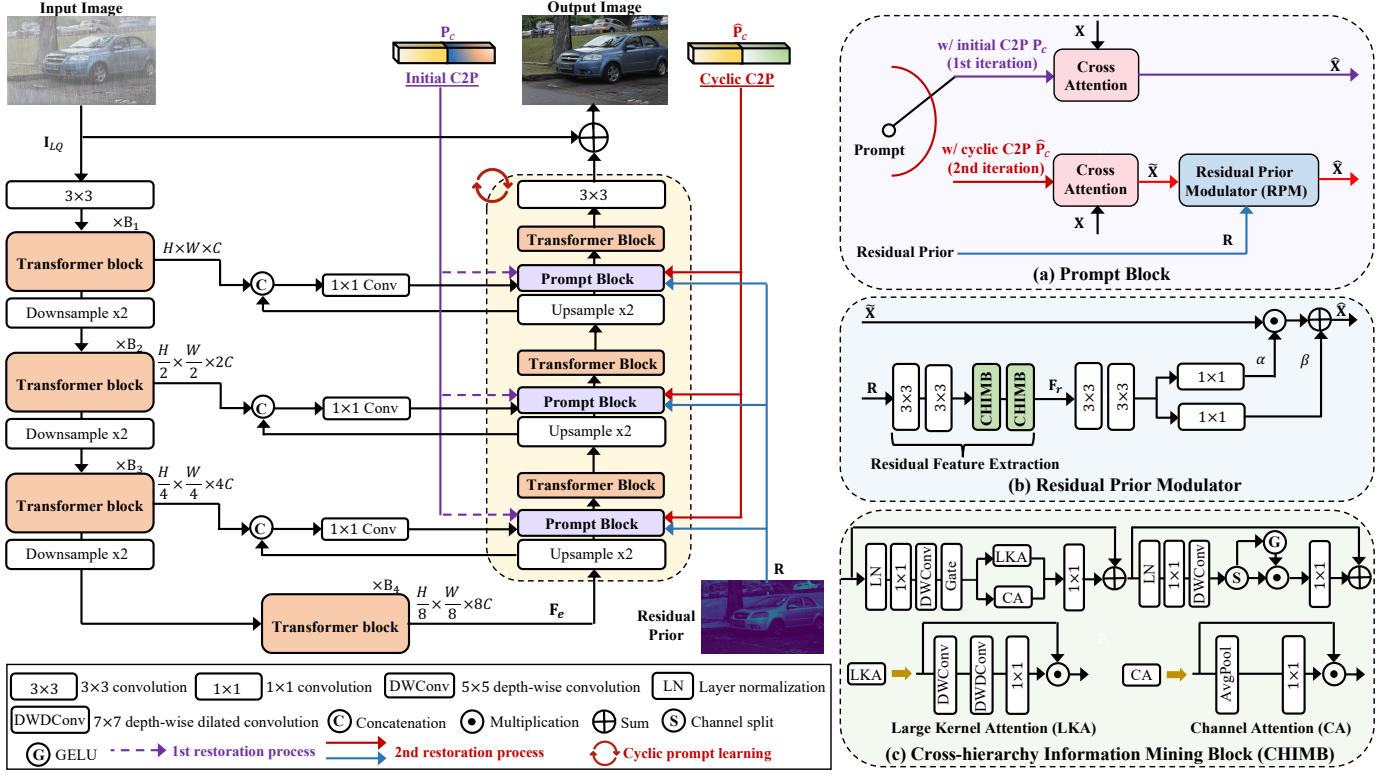 Input Image
Output Image
P_c
Initial C2P
P̂_c
Cyclic C2P
I_LQ
3×3
×B_1
Transformer block
H×W×C
Downsample x2
×B_2
Transformer block
H/2 × W/2 × 2C
Downsample x2
×B_3
Transformer block
H/4 × W/4 × 4C
Downsample x2
×B_4
Transformer block
H/8 × W/8 × 8C
F_e
C
1×1 Conv
C
1×1 Conv
C
1×1 Conv
3×3
Transformer Block
Prompt Block
Upsample x2
Transformer Block
Prompt Block
Upsample x2
Transformer Block
Prompt Block
Upsample x2
R
Residual
Prior
3×3 3×3 convolution
1×1 1×1 convolution
DWConv 5×5 depth-wise convolution
LN Layer normalization
DWDConv 7×7 depth-wise dilated convolution
C Concatenation
Multiplication
Sum
S Channel split
G GELU
1st restoration process
2nd restoration process
Cyclic prompt learning
X
w/ initial C2P P_c
(1st iteration)
Cross
Attention
X̂
Prompt
w/ cyclic C2P P̂_c
(2nd iteration)
Cross
Attention
X̃
Residual Prior
Modulator (RPM)
X̂
X
R
Residual Prior
(a) Prompt Block
X̃
X̂
α
β
R
3×3
3×3
CHIMB
CHIMB
F_r
3×3
3×3
1×1
1×1
Residual Feature Extraction
(b) Residual Prior Modulator
LN
1×1
DWConv
Gate
LKA
CA
1×1
LN
1×1
DWConv
S
G
1×1
LKA
DWConv
DWDConv
1×1
Large Kernel Attention (LKA)
CA
AvgPool
1×1
Channel Attention (CA)
(c) Cross-hierarchy Information Mining Block (CHIMB)